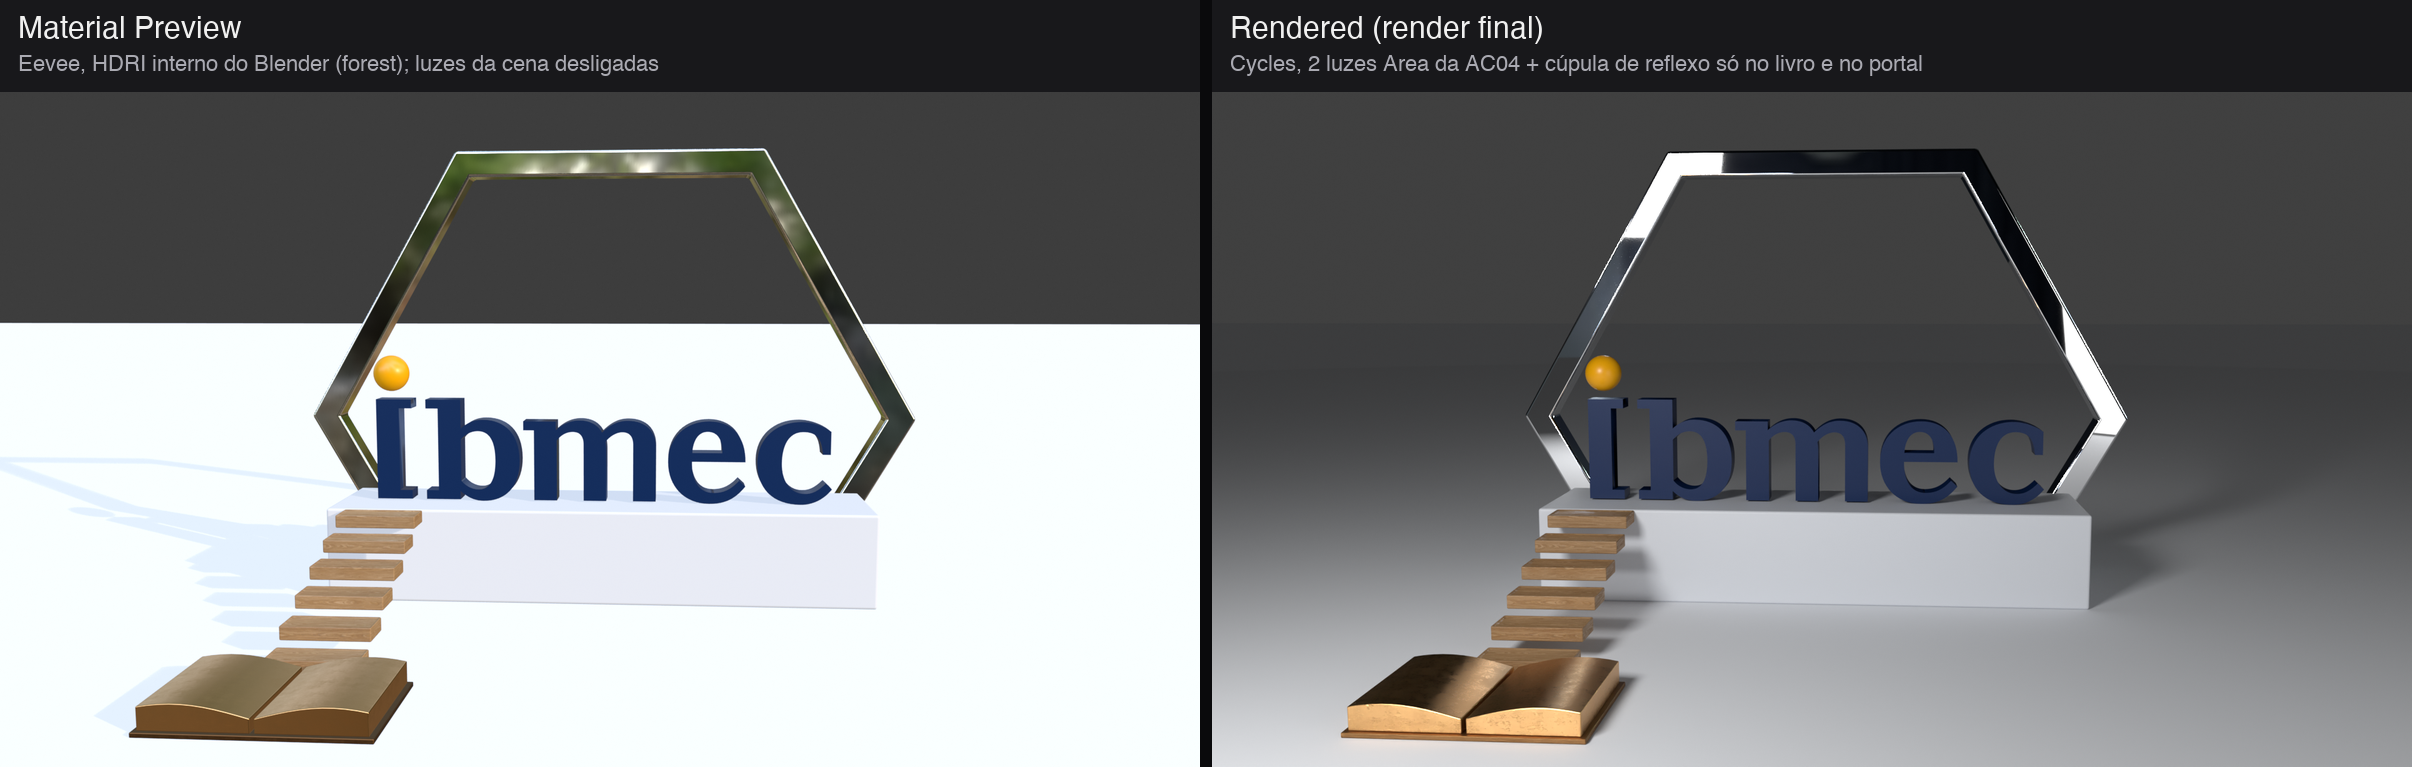 Material Preview
Eevee, HDRI interno do Blender (forest); luzes da cena desligadas
Rendered (render final)
Cycles, 2 luzes Area da AC04 + cúpula de reflexo só no livro e no portal
ibmec
ibmec